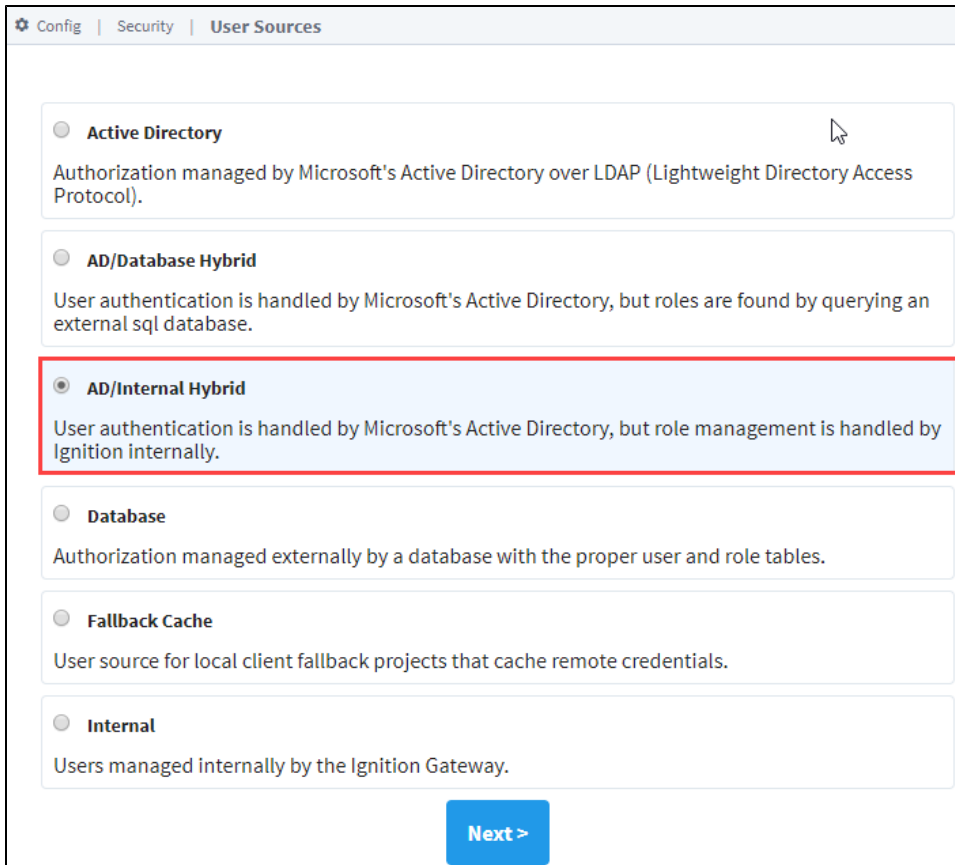 Config | Security | User Sources
Active Directory
Authorization managed by Microsoft's Active Directory over LDAP (Lightweight Directory Access
Protocol).
AD/Database Hybrid
User authentication is handled by Microsoft's Active Directory, but roles are found by querying an
external sql database.
AD/Internal Hybrid
User authentication is handled by Microsoft's Active Directory, but role management is handled by
Ignition internally.
Database
Authorization managed externally by a database with the proper user and role tables.
Fallback Cache
User source for local client fallback projects that cache remote credentials.
Internal
Users managed internally by the Ignition Gateway.
Next >